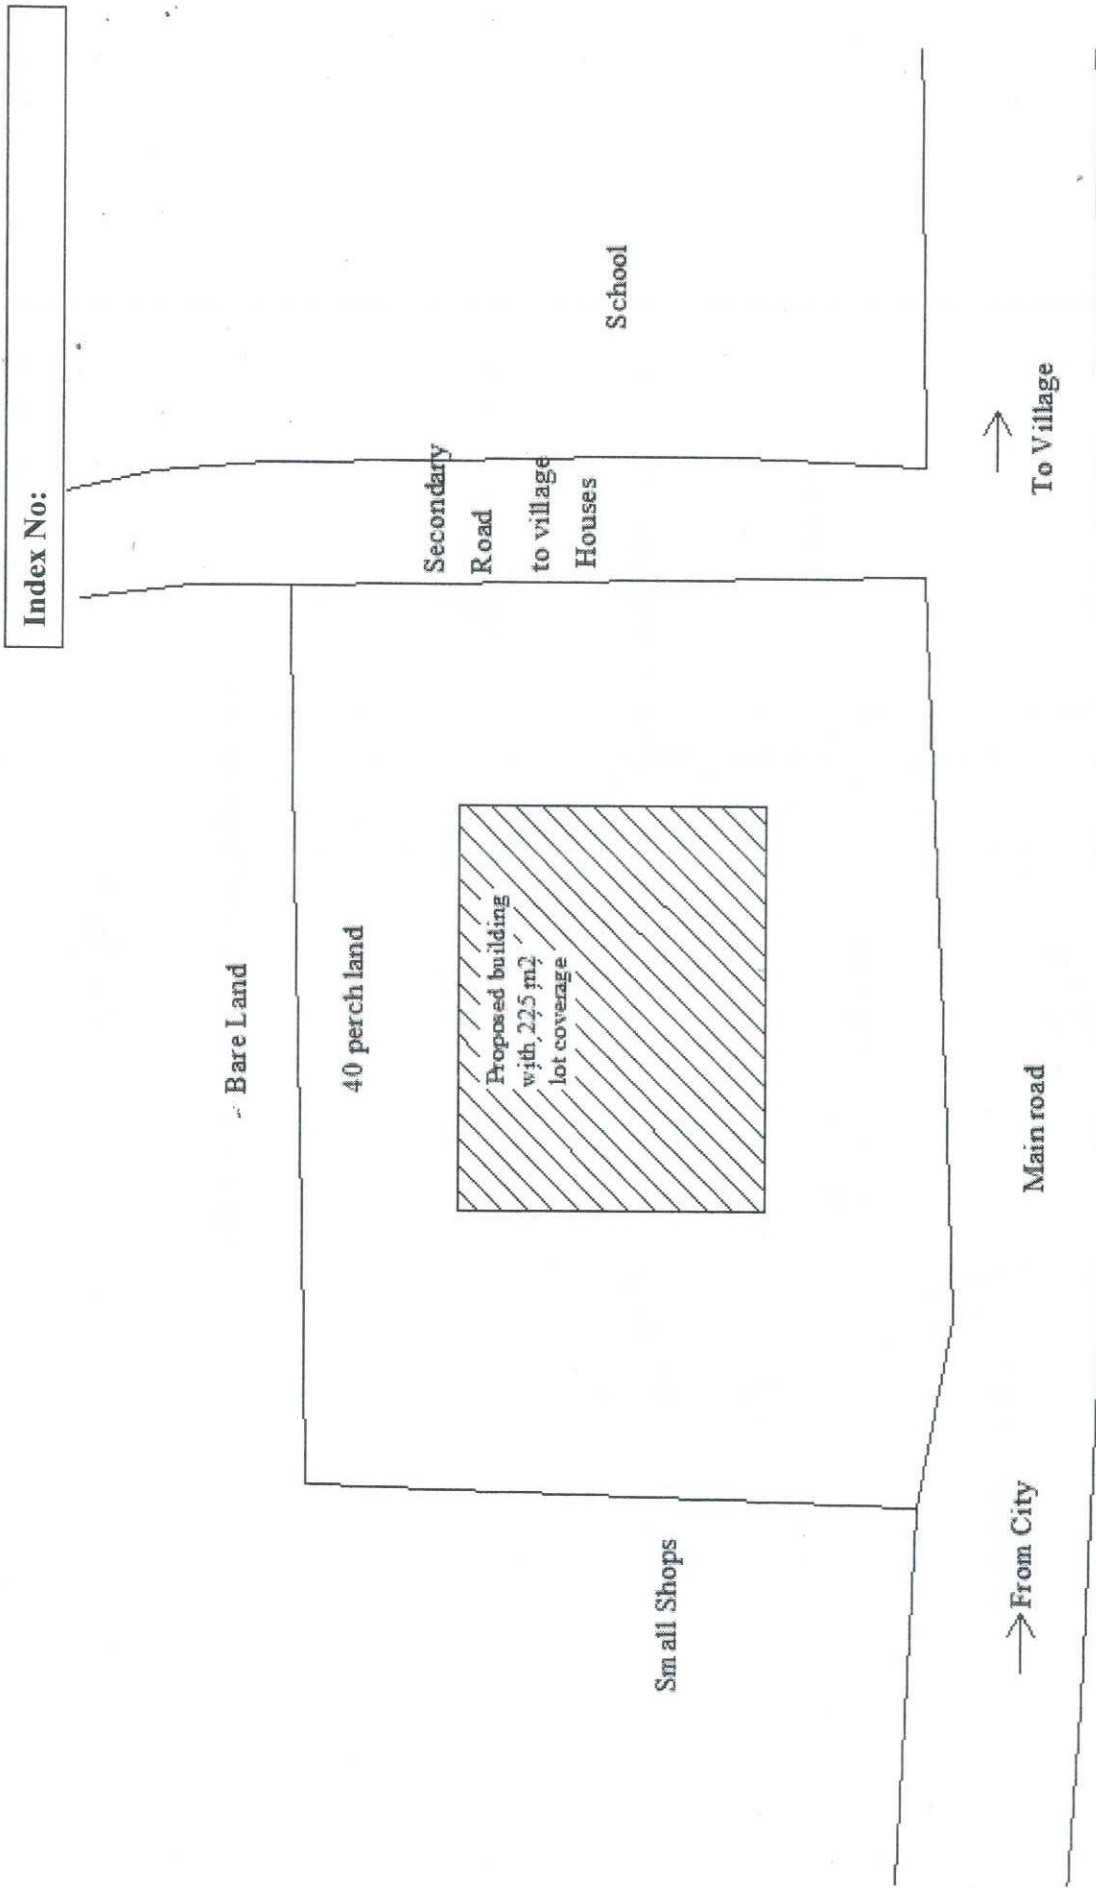 Index No:
Bare Land
40 perch land
Secondary
Road
to village
Houses
School
Proposed building
with 225 m2
lot coverage
Small Shops
From City
Main road
To Village